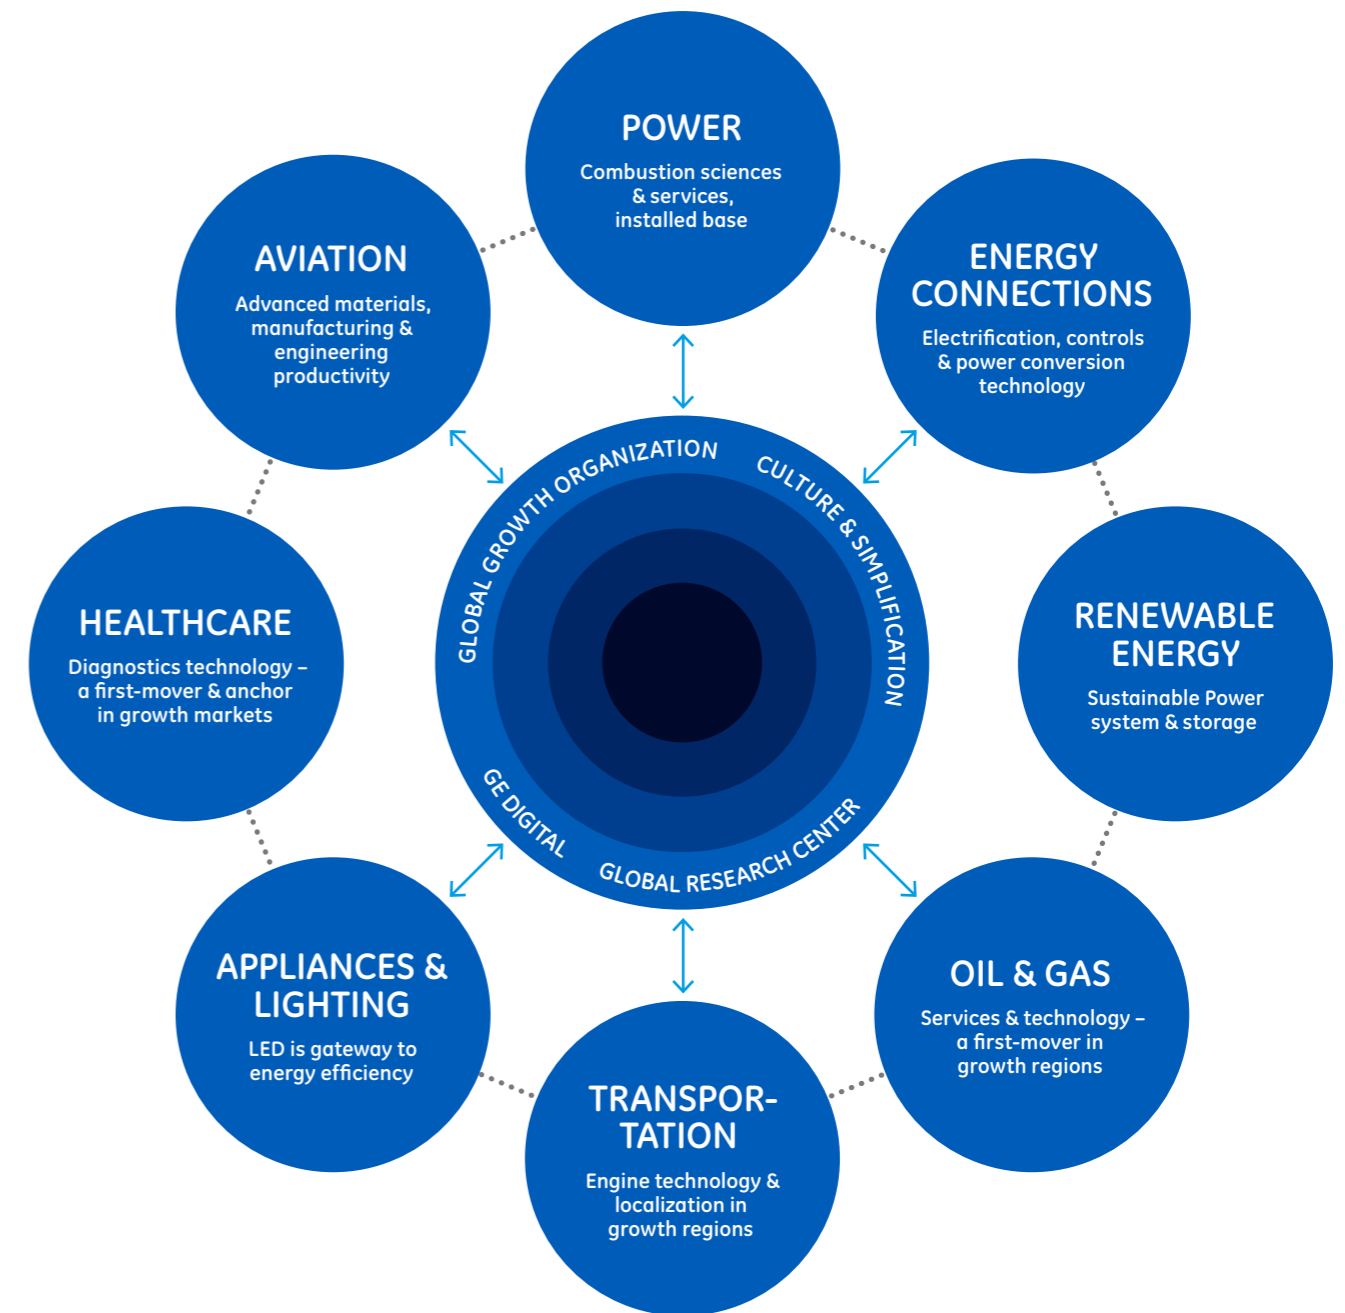 POWER
Combustion sciences
& services,
installed base
ENERGY
CONNECTIONS
Electrification, controls
& power conversion
technology
RENEWABLE
ENERGY
Sustainable Power
system & storage
OIL & GAS
Services & technology –
a first-mover in
growth regions
TRANSPOR-
TATION
Engine technology &
localization in
growth regions
APPLIANCES &
LIGHTING
LED is gateway to
energy efficiency
HEALTHCARE
Diagnostics technology –
a first-mover & anchor
in growth markets
AVIATION
Advanced materials,
manufacturing &
engineering
productivity
GLOBAL GROWTH ORGANIZATION
CULTURE & SIMPLIFICATION
GE DIGITAL
GLOBAL RESEARCH CENTER